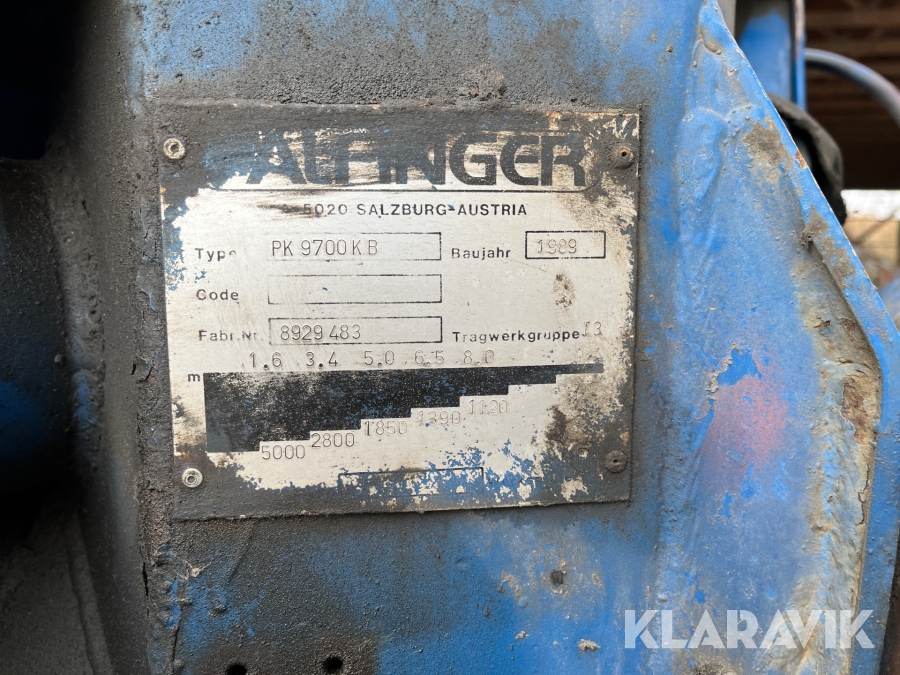 ALFINGER
5020 SALZBURG-AUSTRIA
Type PK 9700 K B Baujahr 1989
Code
Fabr.Nr. 8929 483 Tragwerkgruppe
1.6 3.4 5.0 6.5 8.0
m
5000 2800 1850 1390 1120
KLARAVIK